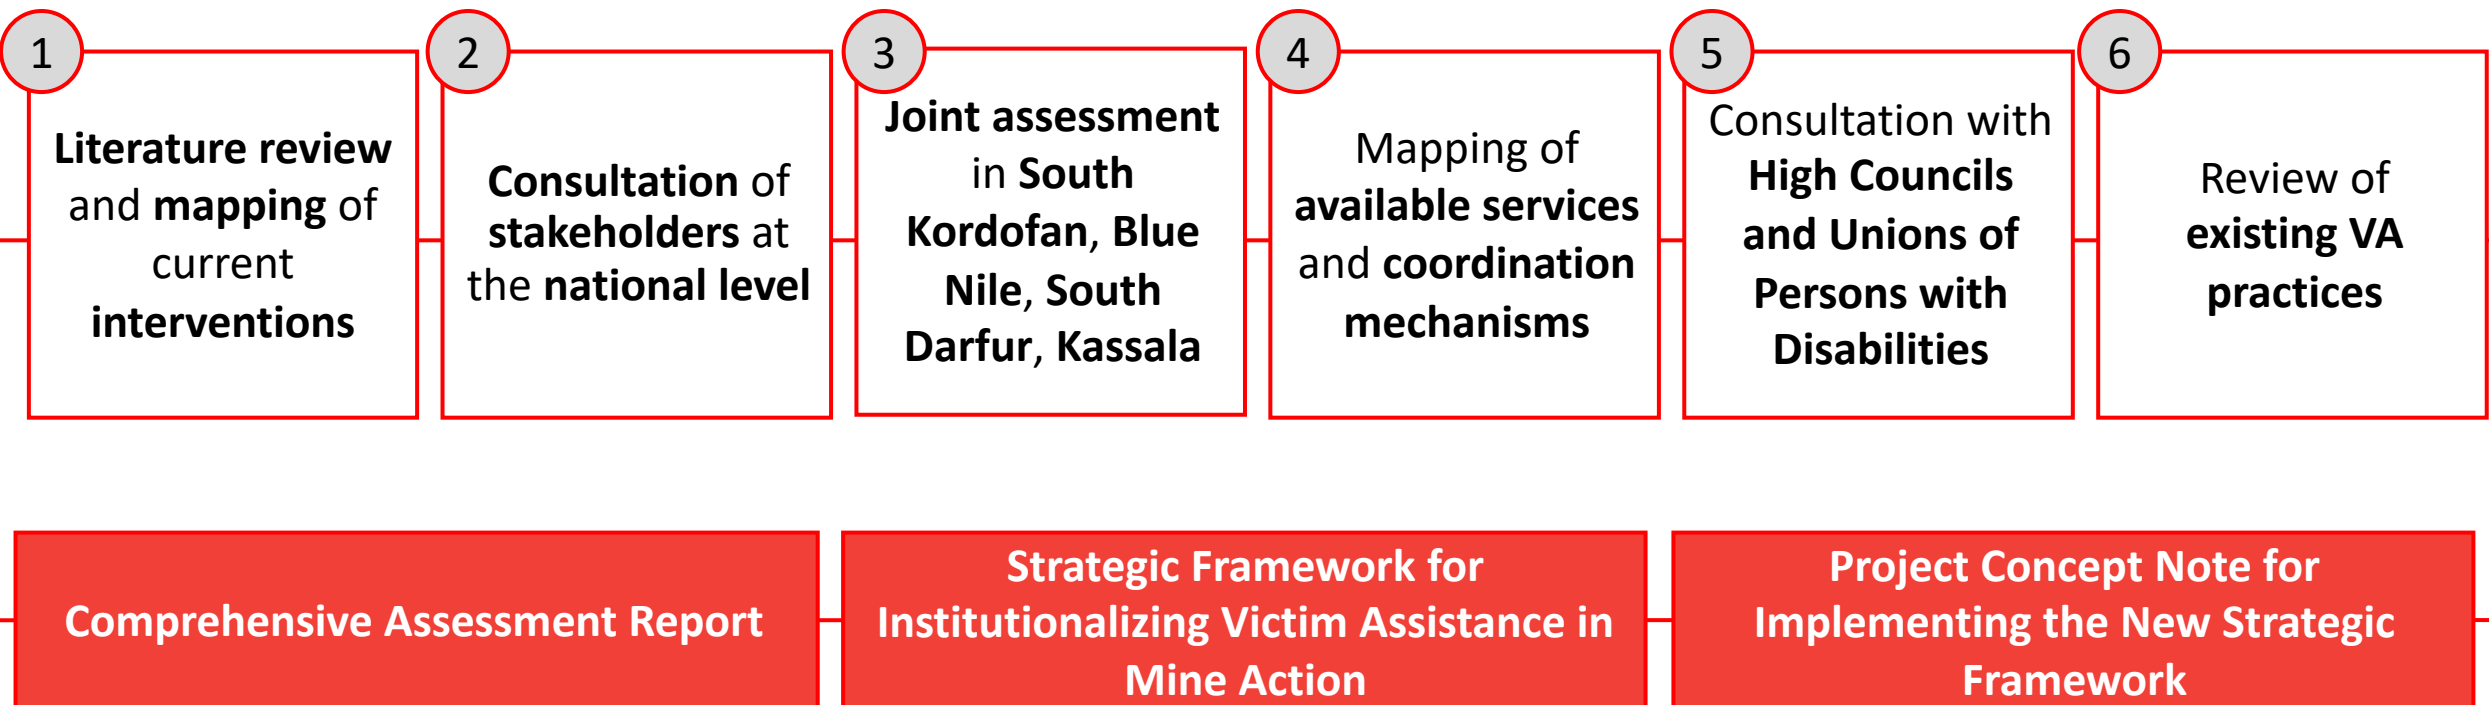 1
Literature review
and mapping of
current
interventions
2
Consultation of
stakeholders at
the national level
3
Joint assessment
in South
Kordofan, Blue
Nile, South
Darfur, Kassala
4
Mapping of
available services
and coordination
mechanisms
5
Consultation with
High Councils
and Unions of
Persons with
Disabilities
6
Review of
existing VA
practices
Comprehensive Assessment Report
Strategic Framework for
Institutionalizing Victim Assistance in
Mine Action
Project Concept Note for
Implementing the New Strategic
Framework